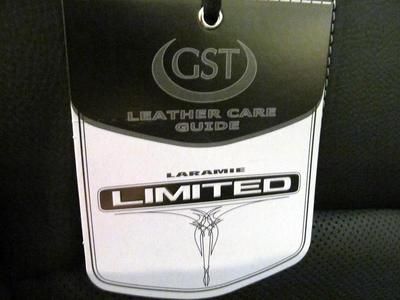 GST
LEATHER CARE
GUIDE
LARAMIE
LIMITED